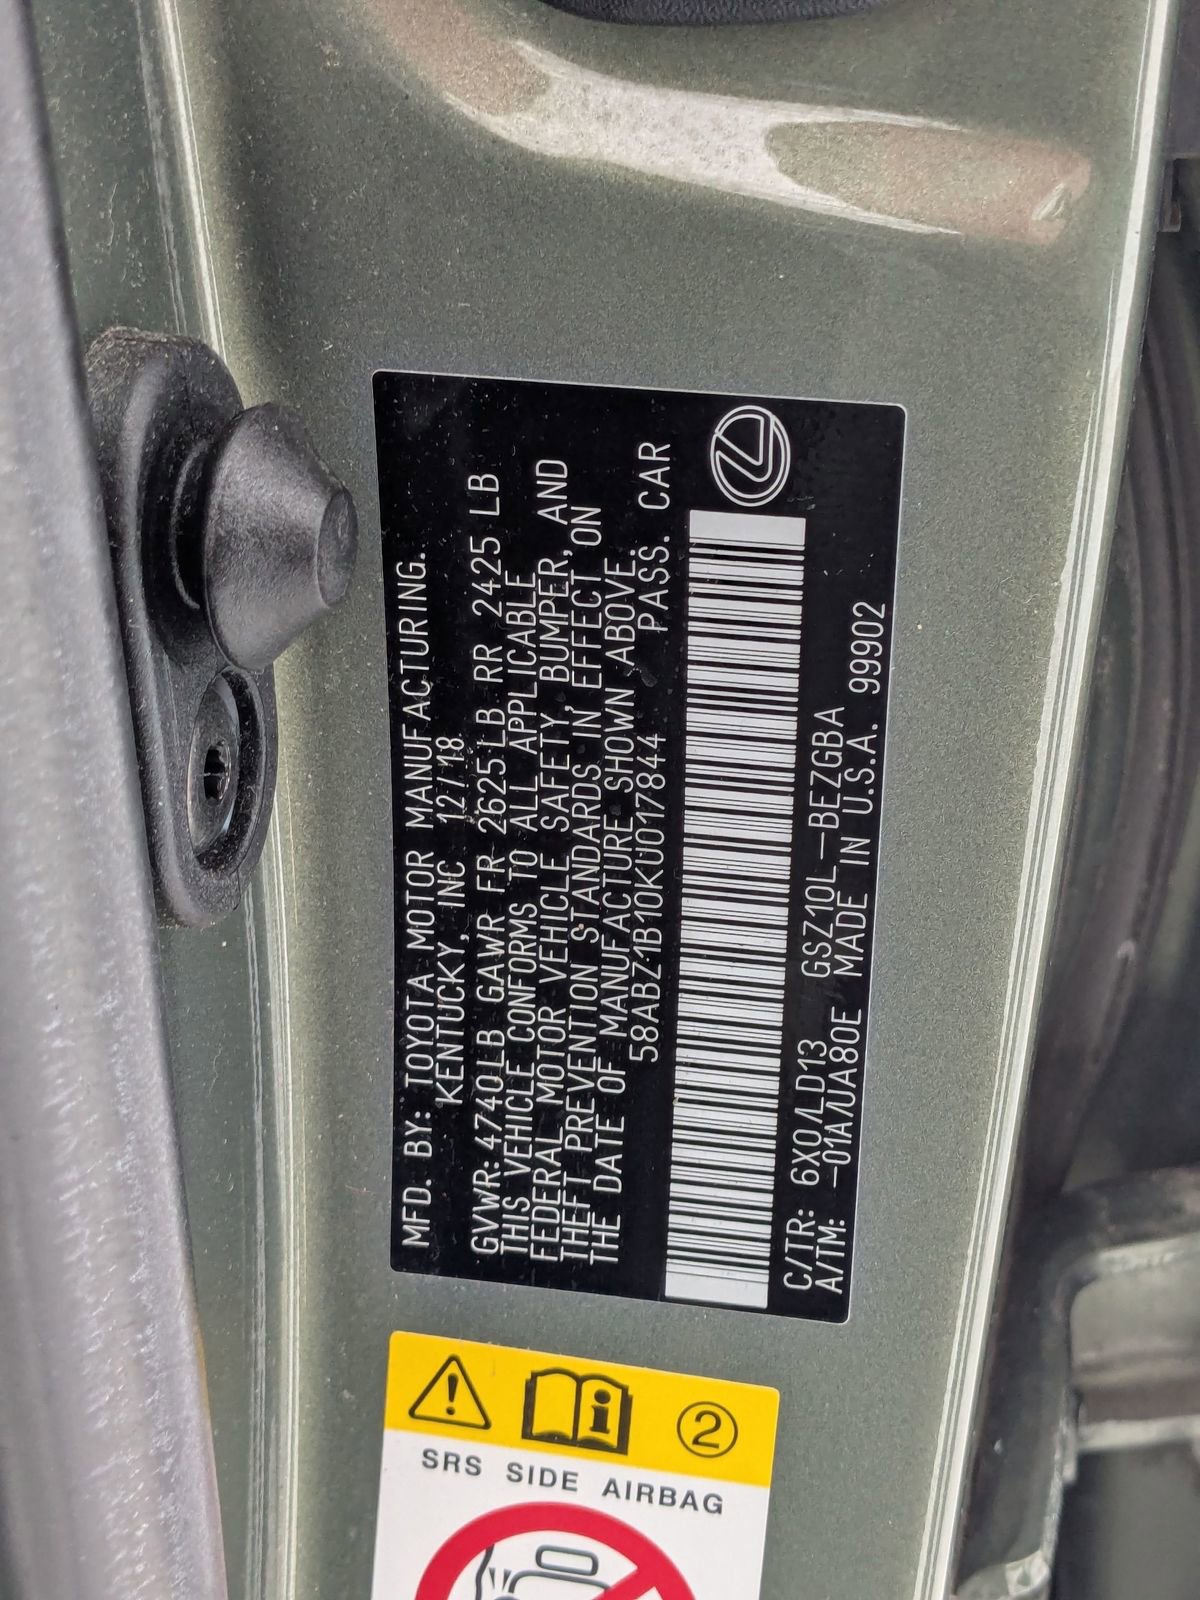 MFD. BY: TOYOTA MOTOR MANUFACTURING.
KENTUCKY, INC 12/18
GVWR: 4740LB GAWR FR 2625LB RR 2425 LB
THIS VEHICLE CONFORMS TO ALL APPLICABLE
FEDERAL MOTOR VEHICLE SAFETY, BUMPER, AND
THEFT PREVENTION STANDARDS IN EFFECT ON
THE DATE OF MANUFACTURE SHOWN ABOVE.
58ABZ1B10KU017844 PASS. CAR
C/TR: 6X0/LD13 GSZ10L-BEZGBA
A/TM: -01A/UA80E MADE IN U.S.A. 99902
2
SRS SIDE AIRBAG